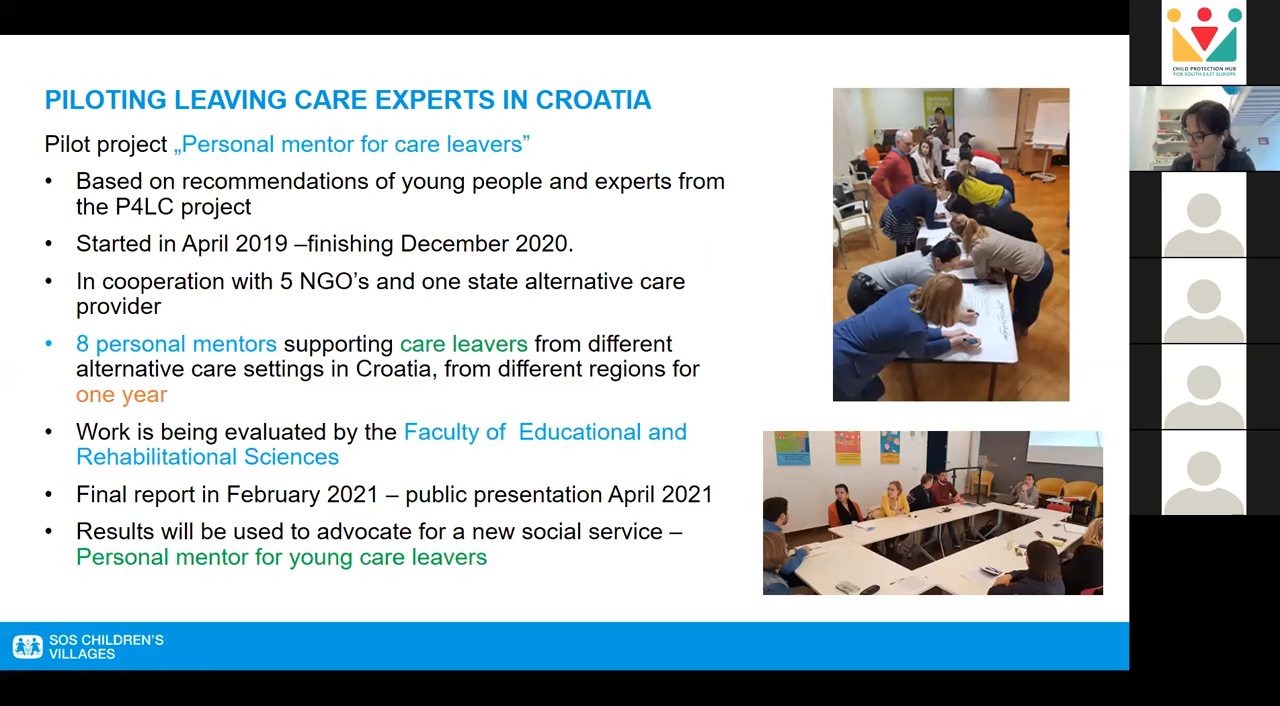 PILOTING LEAVING CARE EXPERTS IN CROATIA
Pilot project „Personal mentor for care leavers”
• Based on recommendations of young people and experts from
the P4LC project
• Started in April 2019 –finishing December 2020.
• In cooperation with 5 NGO’s and one state alternative care
provider
• 8 personal mentors supporting care leavers from different
alternative care settings in Croatia, from different regions for
one year
• Work is being evaluated by the Faculty of  Educational and
Rehabilitational Sciences
• Final report in February 2021 – public presentation April 2021
• Results will be used to advocate for a new social service –
Personal mentor for young care leavers
SOS CHILDREN’S
VILLAGES
CHILD PROTECTION HUB
FOR SOUTH EAST EUROPE